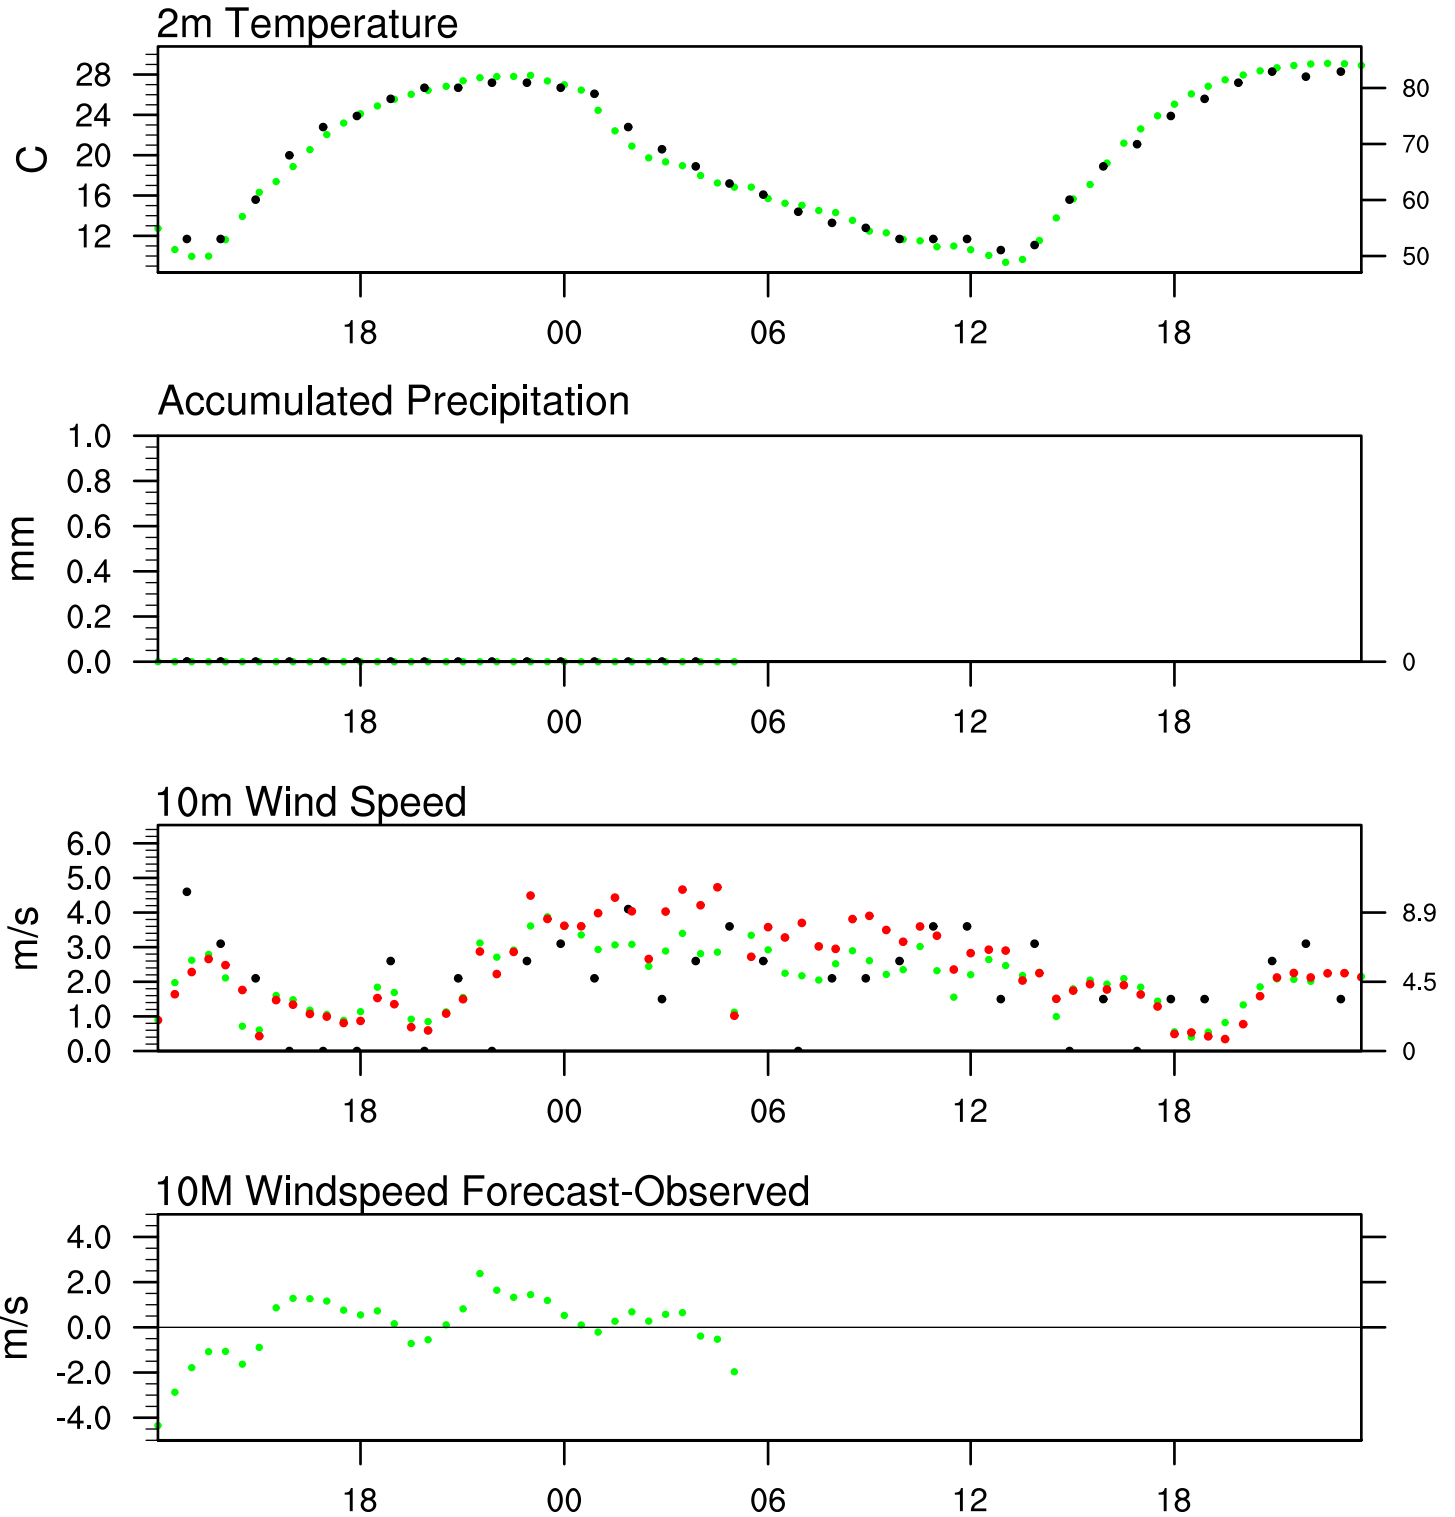 2m Temperature
28
24
20
16
12
C
80
70
60
50
18 00 06 12 18
Accumulated Precipitation
1.0
0.8
0.6
0.4
0.2
0.0
mm
0
18 00 06 12 18
10m Wind Speed
6.0
5.0
4.0
3.0
2.0
1.0
0.0
m/s
8.9
4.5
0
18 00 06 12 18
10M Windspeed Forecast-Observed
4.0
2.0
0.0
-2.0
-4.0
m/s
18 00 06 12 18